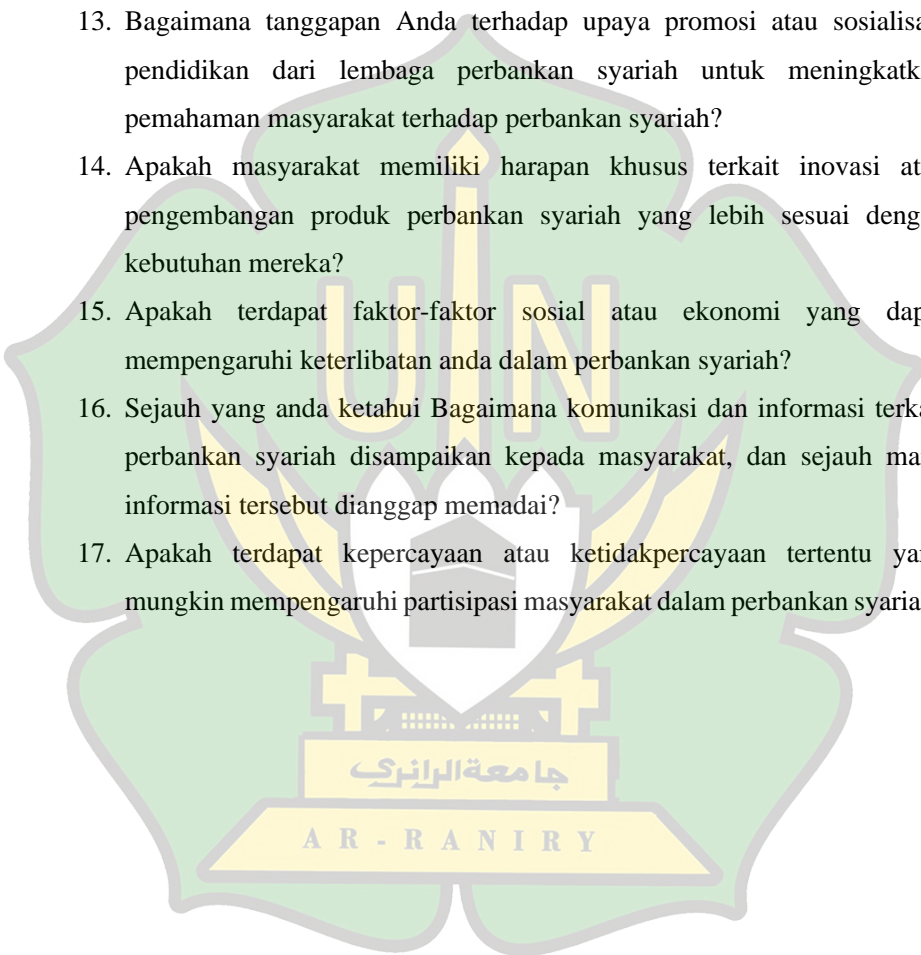 13. Bagaimana tanggapan Anda terhadap upaya promosi atau sosialisa
pendidikan dari lembaga perbankan syariah untuk meningkatk
pemahaman masyarakat terhadap perbankan syariah?
14. Apakah masyarakat memiliki harapan khusus terkait inovasi at
pengembangan produk perbankan syariah yang lebih sesuai deng
kebutuhan mereka?
15. Apakah terdapat faktor-faktor sosial atau ekonomi yang dap
mempengaruhi keterlibatan anda dalam perbankan syariah?
16. Sejauh yang anda ketahui Bagaimana komunikasi dan informasi terka
perbankan syariah disampaikan kepada masyarakat, dan sejauh ma
informasi tersebut dianggap memadai?
17. Apakah terdapat kepercayaan atau ketidakpercayaan tertentu ya
mungkin mempengaruhi partisipasi masyarakat dalam perbankan syaria
UIN
جامعةالرانري
AR-RANIRY